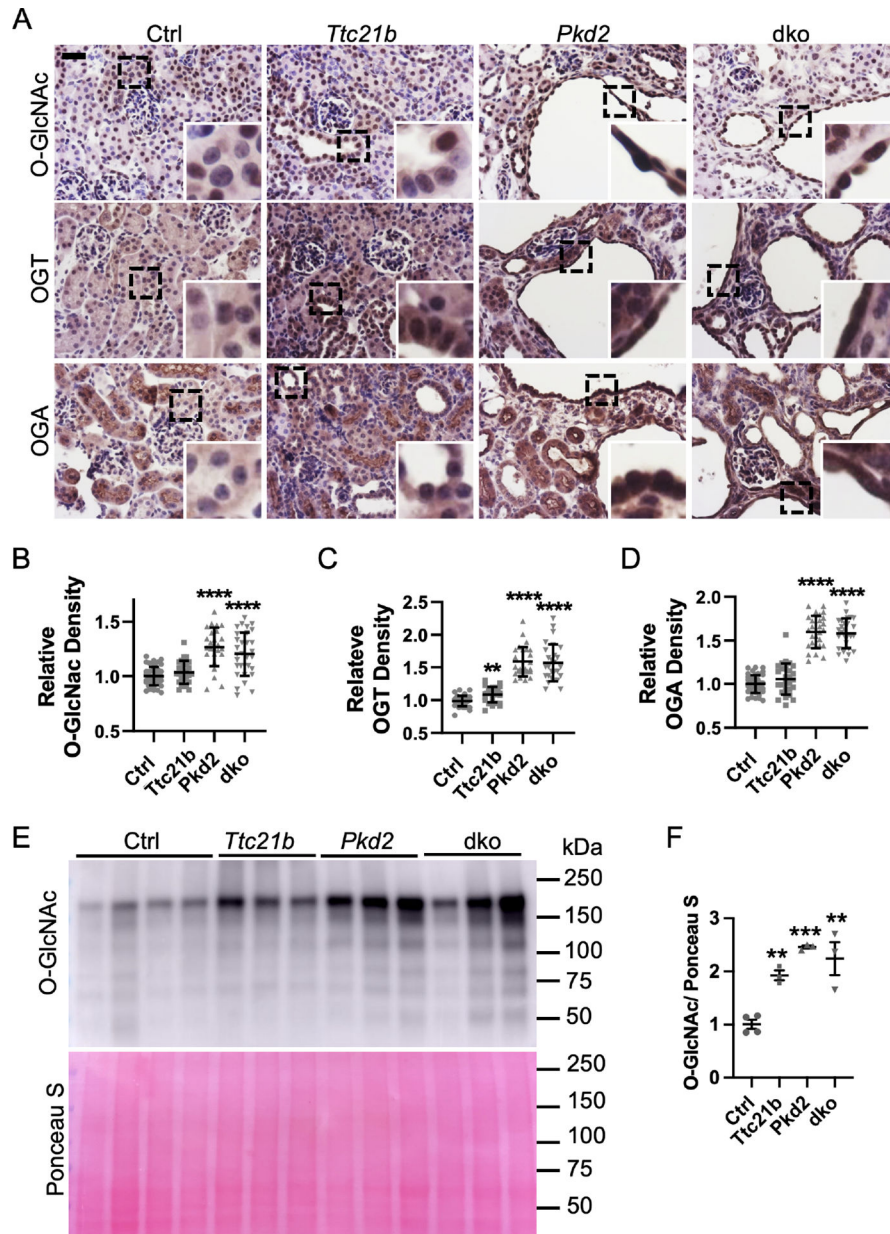 A
Ctrl Ttc21b Pkd2 dko
O-GlcNAc
OGT
OGA
B
Relative
O-GlcNac Density
1.5
1.0
0.5
****
****
Ctrl
Ttc21b
Pkd2
dko
C
Relateve
OGT Density
2.5
2.0
1.5
1.0
0.5
**
****
****
Ctrl
Ttc21b
Pkd2
dko
D
Relative
OGA Density
2.0
1.5
1.0
0.5
****
****
Ctrl
Ttc21b
Pkd2
dko
E
Ctrl Ttc21b Pkd2 dko kDa
O-GlcNAc
250
150
100
75
50
Ponceau S
250
150
100
75
50
F
O-GlcNAc/ Ponceau S
3
2
1
0
**
***
**
Ctrl
Ttc21b
Pkd2
dko